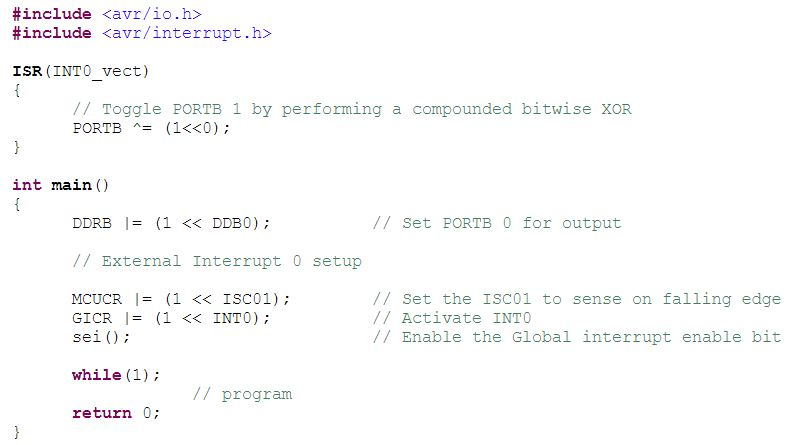 #include <avr/io.h>
#include <avr/interrupt.h>
ISR(INT0_vect)
{
// Toggle PORTB 1 by performing a compounded bitwise XOR
PORTB ^= (1<<0);
}
int main()
{
DDRB |= (1 << DDB0); // Set PORTB 0 for output
// External Interrupt 0 setup
MCUCR |= (1 << ISC01); // Set the ISC01 to sense on falling edge
GICR |= (1 << INT0); // Activate INT0
sei(); // Enable the Global interrupt enable bit
while(1);
// program
return 0;
}